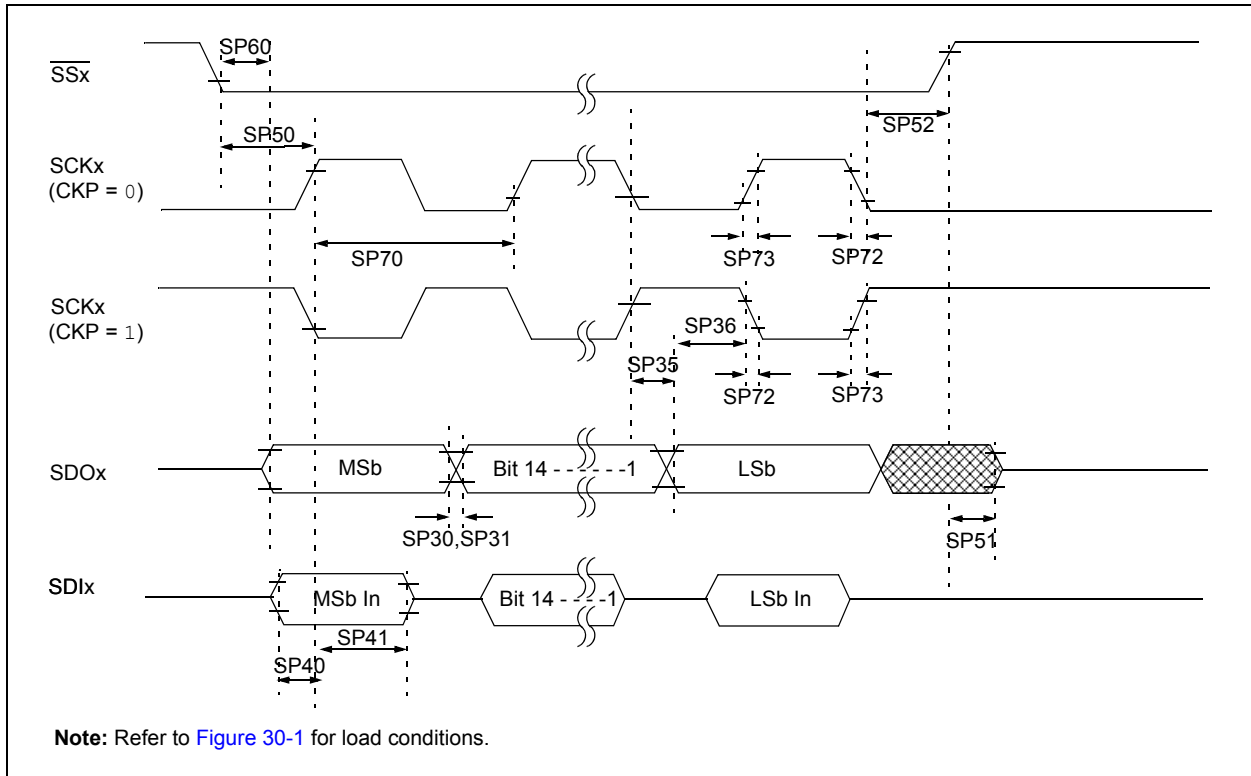 SP60
SSx
SP50
SP52
SCKx
(CKP = 0)
SP70
SP73
SP72
SCKx
(CKP = 1)
SP36
SP35
SP72
SP73
SDOx
MSb
Bit 14 - - - - - -1
LSb
SP30,SP31
SP51
SDIx
MSb In
Bit 14 - - - -1
LSb In
SP41
SP40
Note: Refer to Figure 30-1 for load conditions.